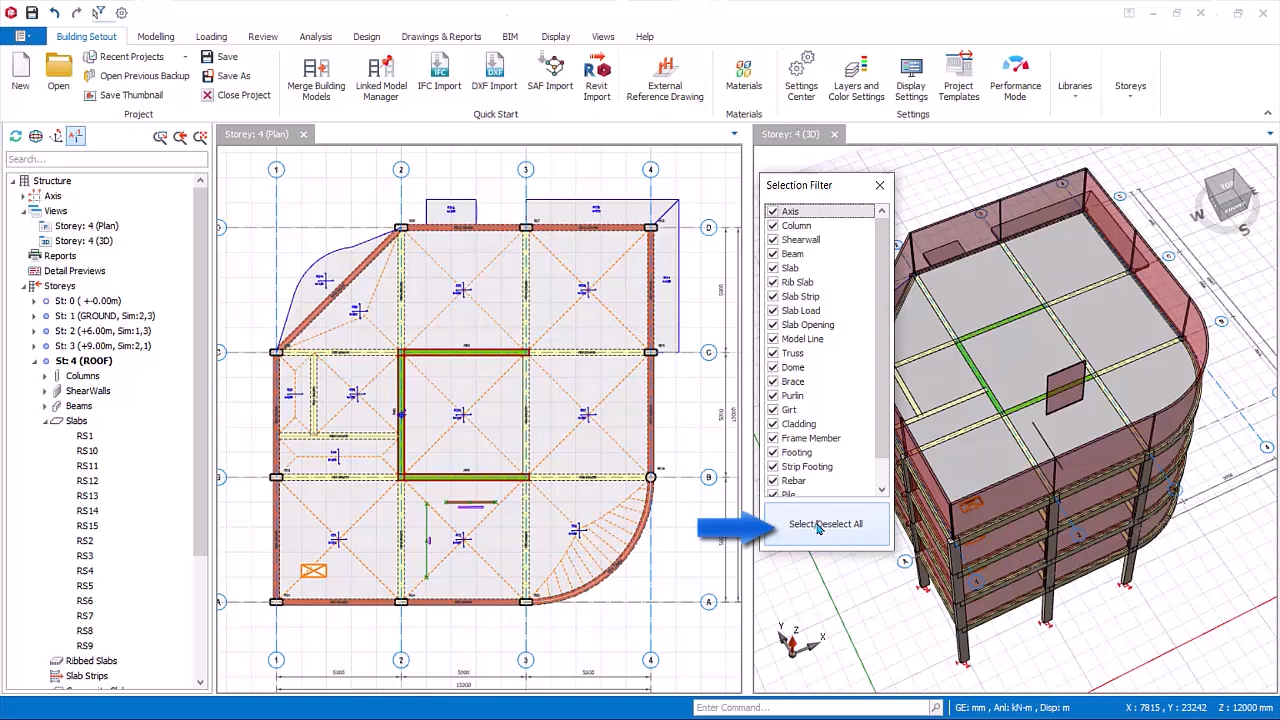 Building Setout
Modelling
Loading
Review
Analysis
Design
Drawings & Reports
BIM
Display
Views
Help
New
Open
Recent Projects
Open Previous Backup
Save Thumbnail
Save
Save As
Close Project
Merge Building
Models
Linked Model
Manager
IFC
IFC Import
DXF
DXF Import
SAF Import
Revit
Import
External
Reference Drawing
Materials
Settings
Center
Layers and
Color Settings
Display
Settings
Project
Templates
Performance
Mode
Libraries
Storeys
Project
Quick Start
Materials
Settings
Search...
Structure
Axis
Views
Storey: 4 (Plan)
Storey: 4 (3D)
Reports
Detail Previews
Storeys
St: 0 ( +-0.00m)
St: 1 (GROUND, Sim:2,3)
St: 2 (+6.00m, Sim:1,3)
St: 3 (+9.00m, Sim:2,1)
St: 4 (ROOF)
Columns
ShearWalls
Beams
Slabs
RS1
RS10
RS11
RS12
RS13
RS14
RS15
RS2
RS3
RS4
RS5
RS6
RS7
RS8
RS9
Ribbed Slabs
Slab Strips
Storey: 4 (Plan)
1
2
3
4
D
D
C
C
B
B
A
A
1
2
3
4
5000
5000
5000
15000
Storey: 4 (3D)
Selection Filter
Axis
Column
Shearwall
Beam
Slab
Rib Slab
Slab Strip
Slab Load
Slab Opening
Model Line
Truss
Dome
Brace
Purlin
Girt
Cladding
Frame Member
Footing
Strip Footing
Rebar
Pile
Select/Deselect All
TOP
FRONT
W
E
S
Y
Z
X
Enter Command...
GE: mm , Anl: kN-m , Disp: m
X : 7815 , Y : 23242
Z : 12000 mm